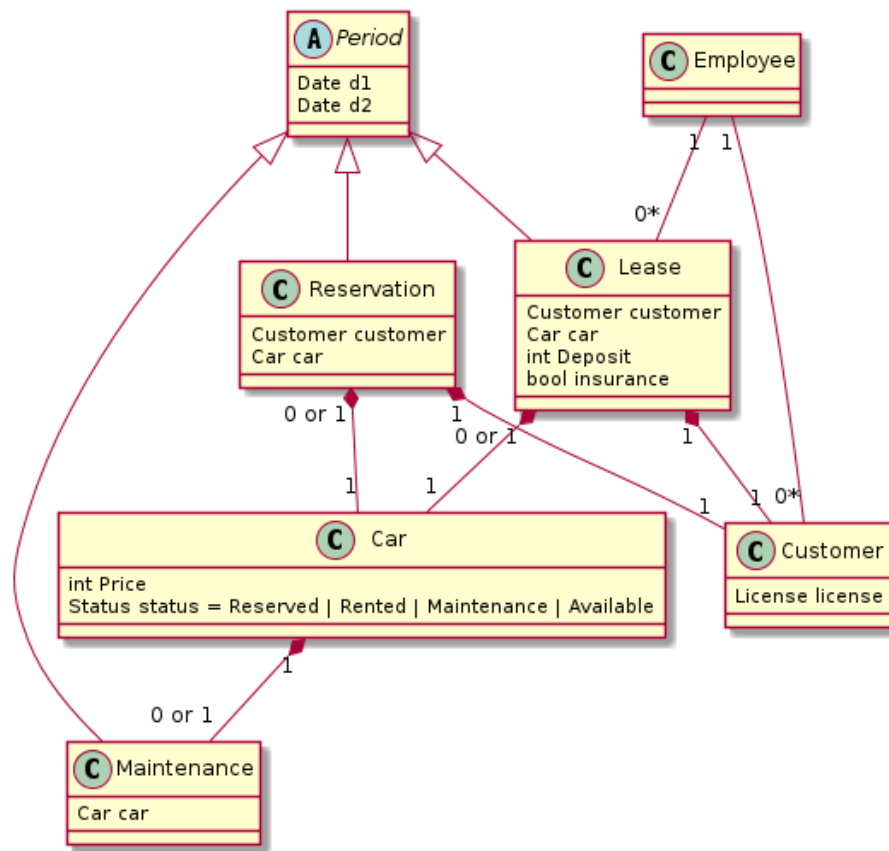 A Period
Date d1
Date d2
C Employee
1
1
0*
C Reservation
Customer customer
Car car
C Lease
Customer customer
Car car
int Deposit
bool insurance
0 or 1
1
0 or 1
1
1
1
1
1
0*
C Car
int Price
Status status = Reserved | Rented | Maintenance | Available
C Customer
License license
1
0 or 1
C Maintenance
Car car